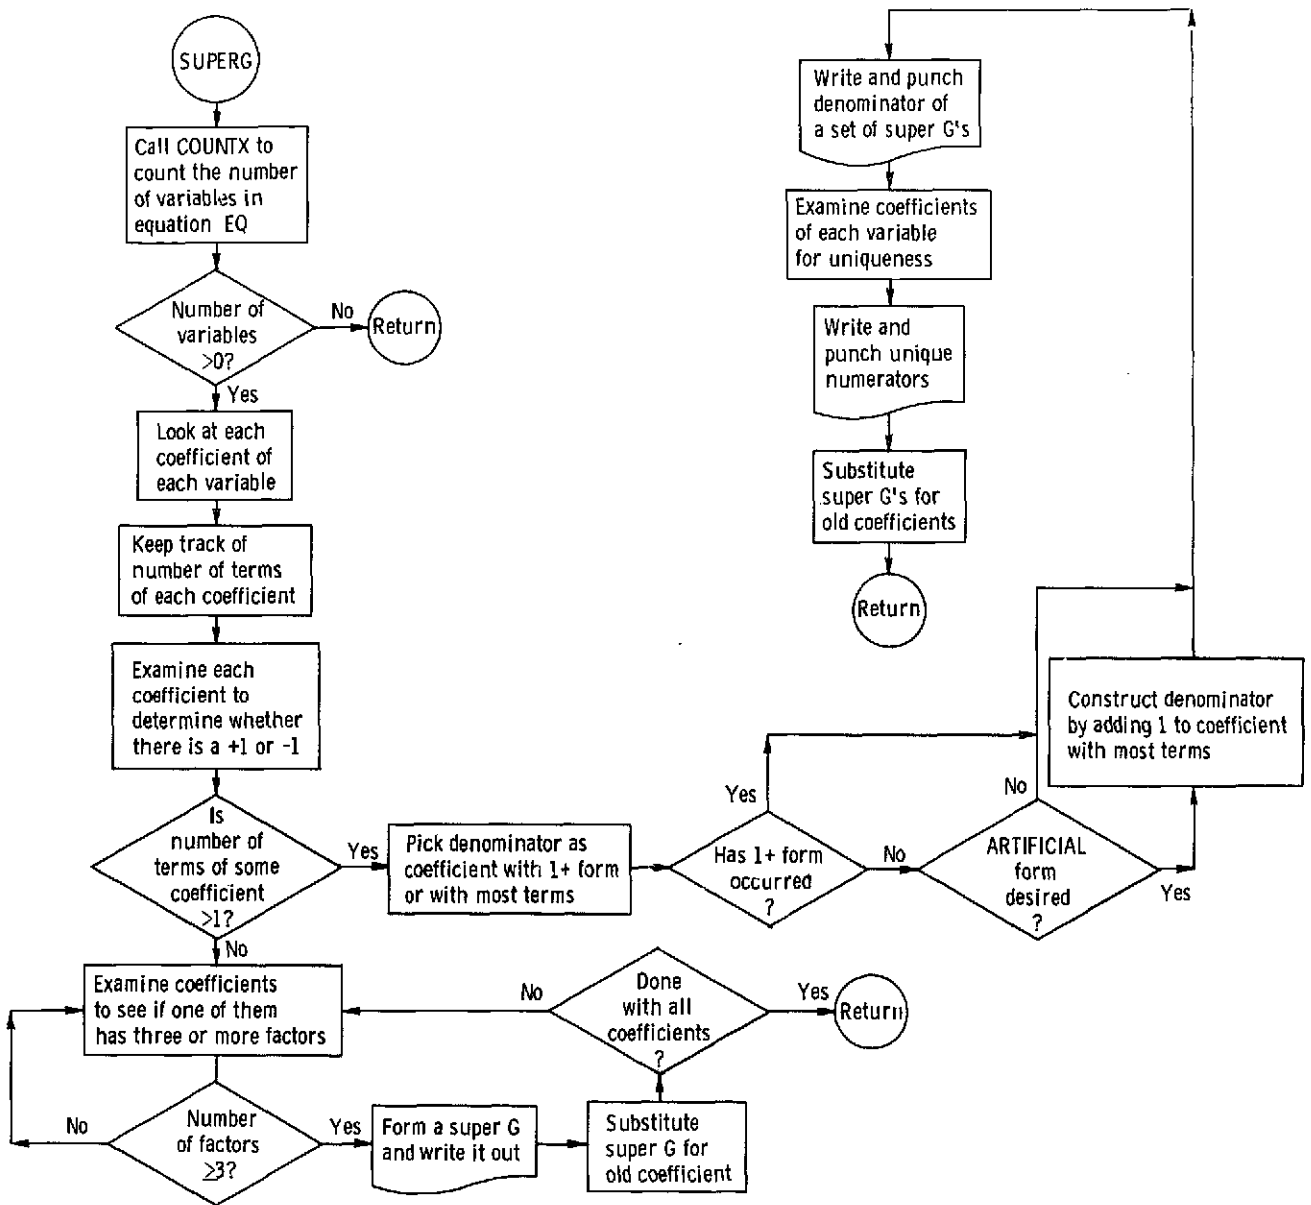 SUPERG
Call COUNTX to
count the number
of variables in
equation EQ
Number of
variables
>0?
No
Return
Yes
Look at each
coefficient of
each variable
Keep track of
number of terms
of each coefficient
Examine each
coefficient to
determine whether
there is a +1 or -1
Is
number of
terms of some
coefficient
>1?
Yes
Pick denominator as
coefficient with 1+ form
or with most terms
Has 1+ form
occurred
?
Yes
No
ARTIFICIAL
form
desired
?
No
Yes
Construct denominator
by adding 1 to coefficient
with most terms
Write and punch
denominator of
a set of super G's
Examine coefficients
of each variable
for uniqueness
Write and
punch unique
numerators
Substitute
super G's for
old coefficients
Return
No
Examine coefficients
to see if one of them
has three or more factors
Number
of factors
≥3?
No
Yes
Form a super G
and write it out
Substitute
super G for
old coefficient
Done
with all
coefficients
?
No
Yes
Return